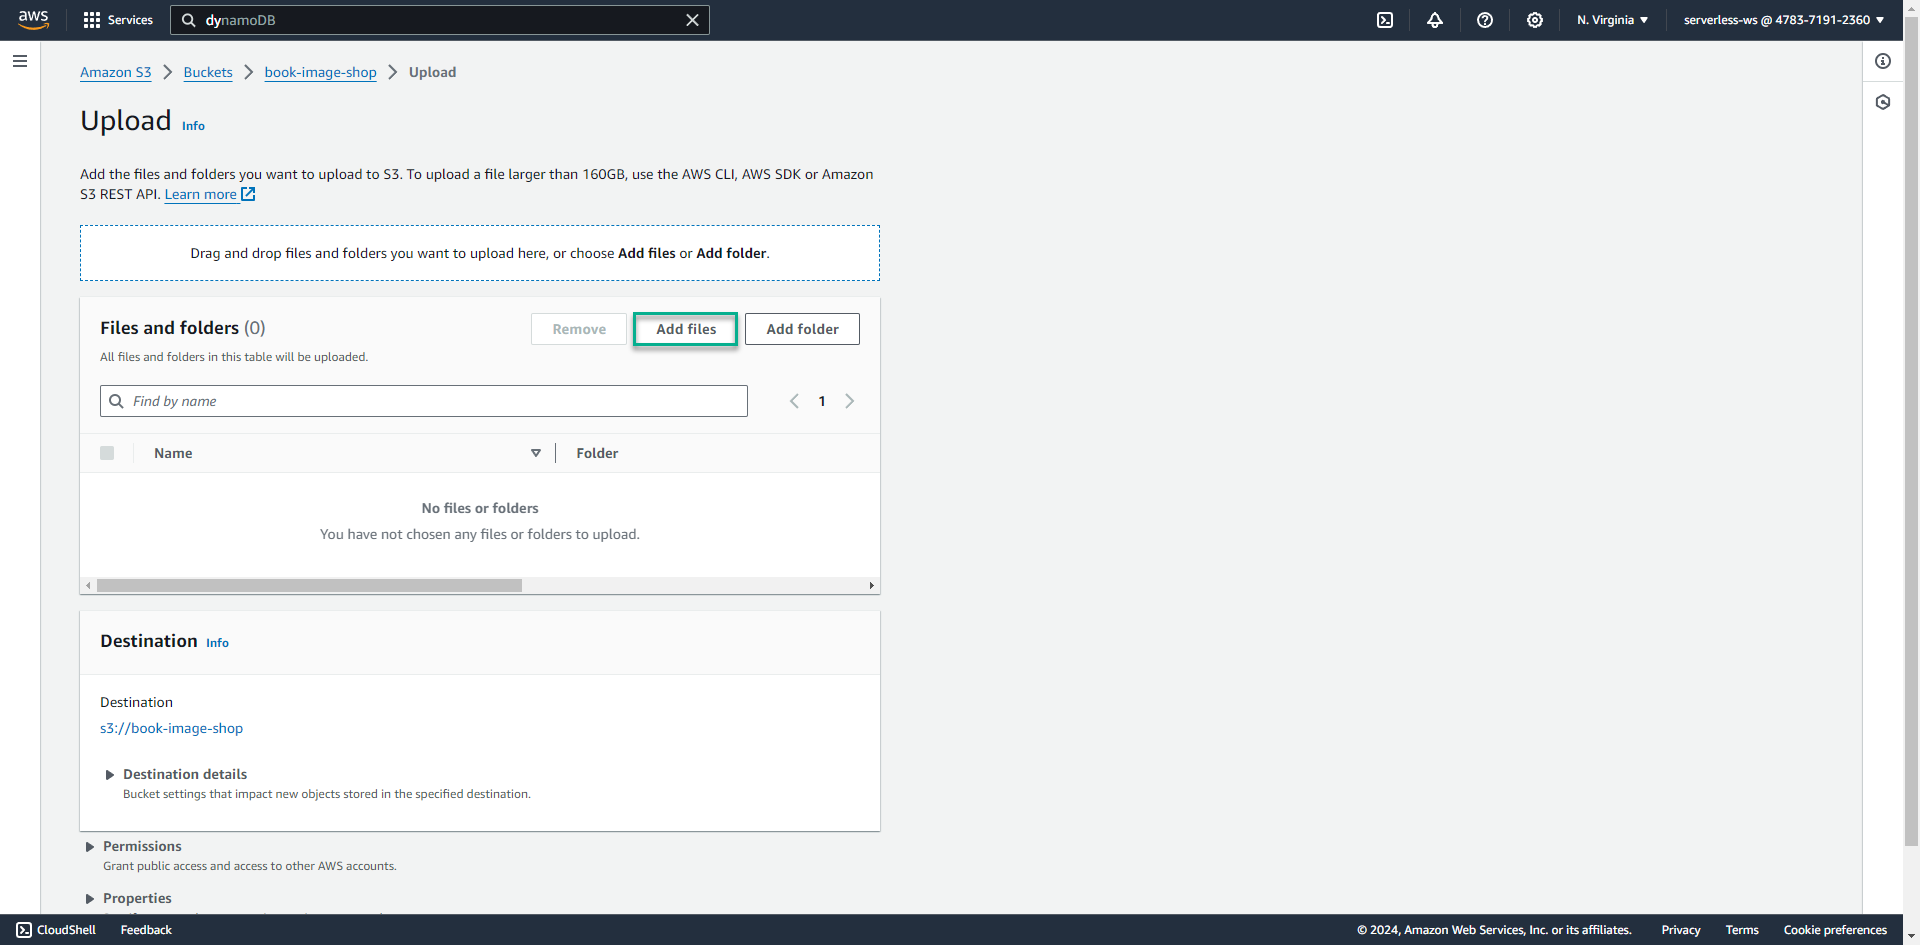 aws
Services
dynamoDB
N. Virginia
serverless-ws @ 4783-7191-2360
Amazon S3
Buckets
book-image-shop
Upload
Upload Info
Add the files and folders you want to upload to S3. To upload a file larger than 160GB, use the AWS CLI, AWS SDK or Amazon
S3 REST API. Learn more
Drag and drop files and folders you want to upload here, or choose Add files or Add folder.
Files and folders (0)
Remove
Add files
Add folder
All files and folders in this table will be uploaded.
Find by name
1
Name
Folder
No files or folders
You have not chosen any files or folders to upload.
Destination Info
Destination
s3://book-image-shop
Destination details
Bucket settings that impact new objects stored in the specified destination.
Permissions
Grant public access and access to other AWS accounts.
Properties
CloudShell
Feedback
© 2024, Amazon Web Services, Inc. or its affiliates.
Privacy
Terms
Cookie preferences